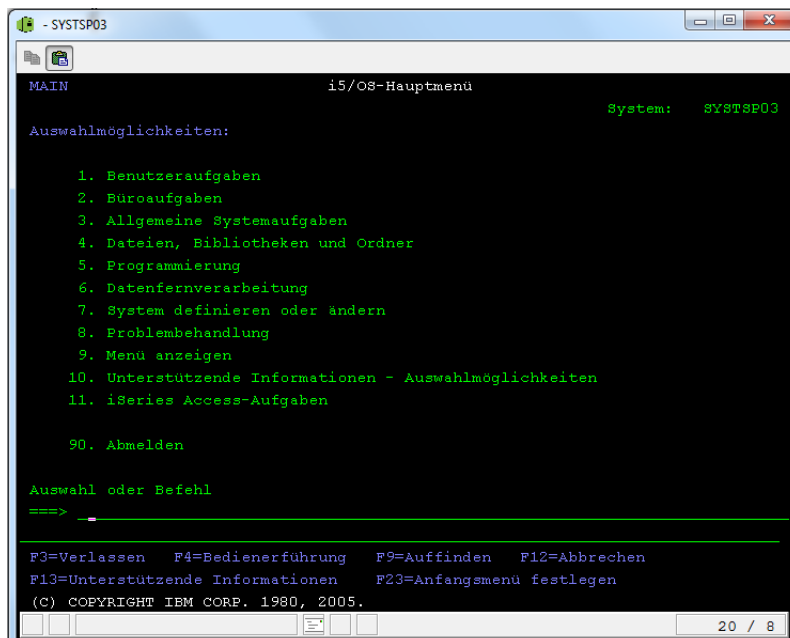 - SYSTSP03
MAIN i5/OS-Hauptmenü
System: SYSTSP03
Auswahlmöglichkeiten:
1. Benutzeraufgaben
2. Büroaufgaben
3. Allgemeine Systemaufgaben
4. Dateien, Bibliotheken und Ordner
5. Programmierung
6. Datenfernverarbeitung
7. System definieren oder ändern
8. Problembehandlung
9. Menü anzeigen
10. Unterstützende Informationen - Auswahlmöglichkeiten
11. iSeries Access-Aufgaben
90. Abmelden
Auswahl oder Befehl
===>
F3=Verlassen F4=Bedienerführung F9=Auffinden F12=Abbrechen
F13=Unterstützende Informationen F23=Anfangsmenü festlegen
(C) COPYRIGHT IBM CORP. 1980, 2005.
20 / 8